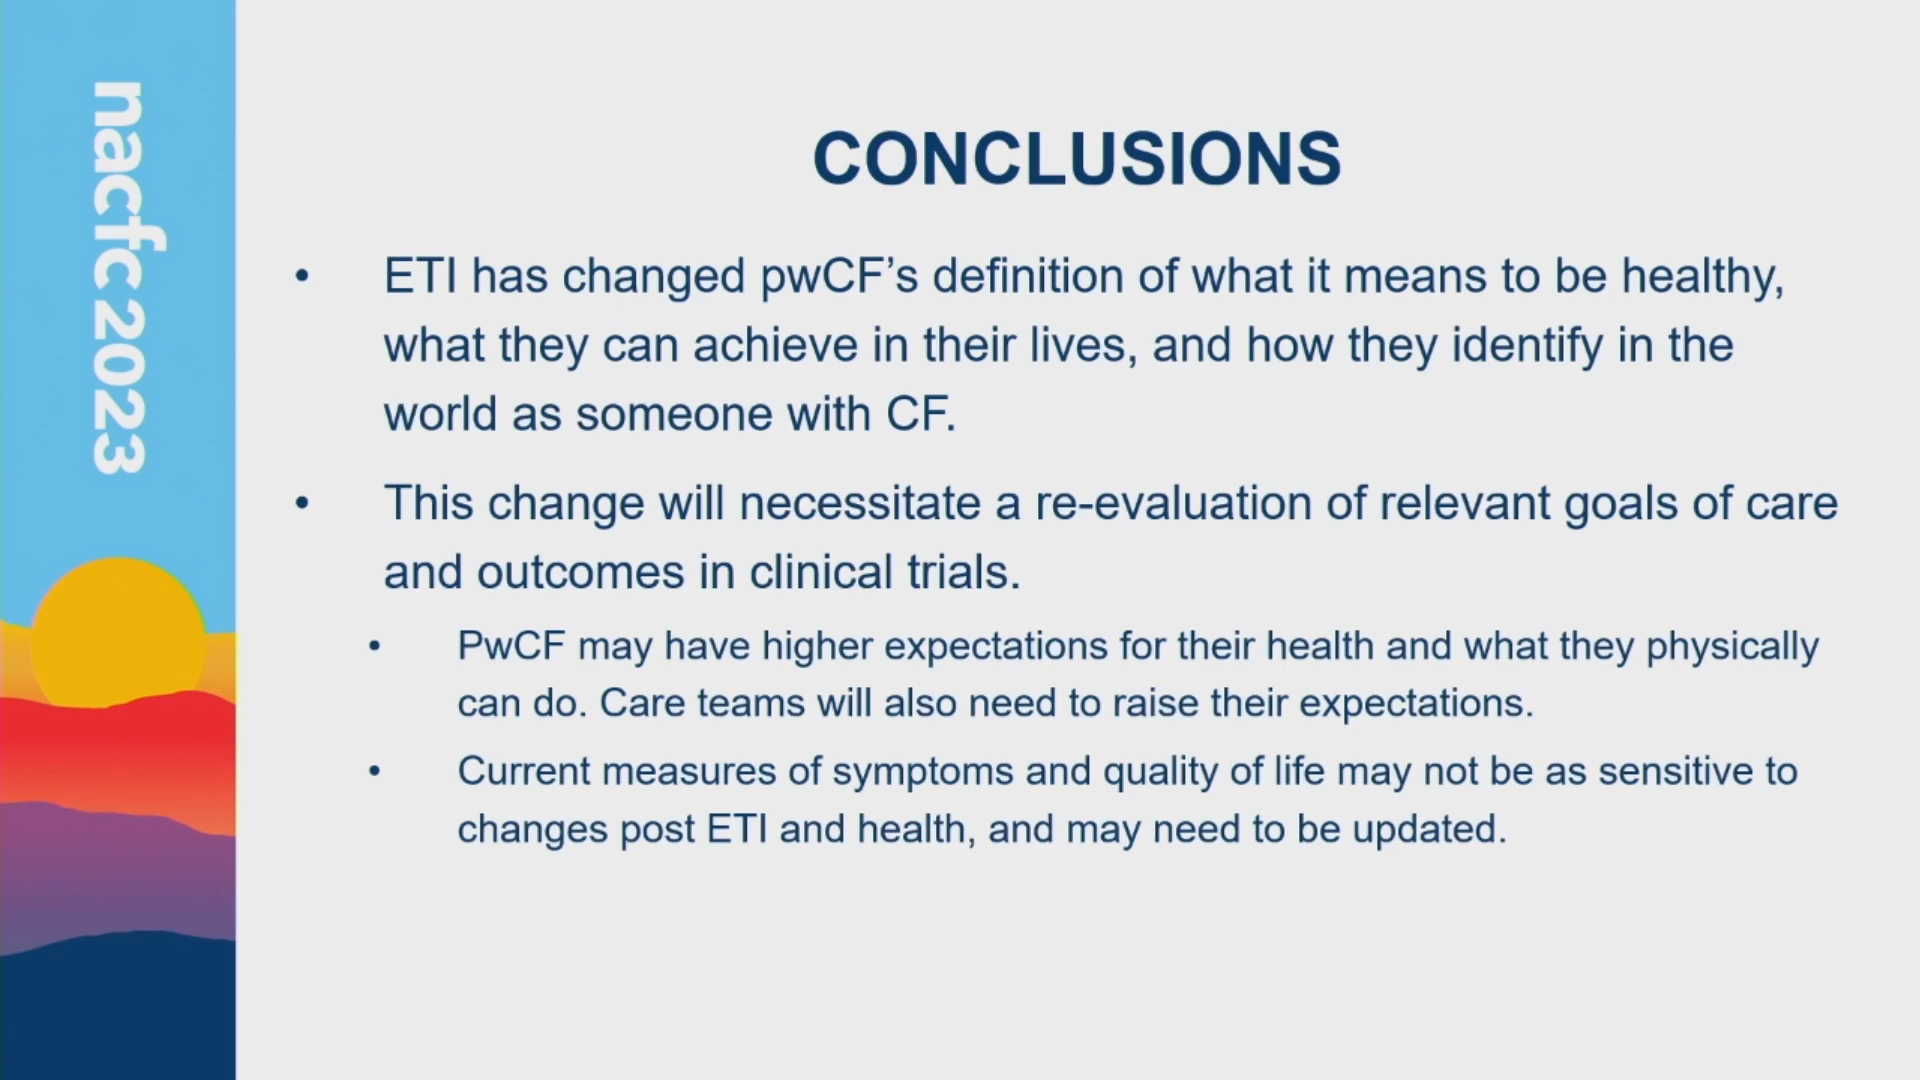 nacfc 2023
CONCLUSIONS
• ETI has changed pwCF’s definition of what it means to be healthy,
what they can achieve in their lives, and how they identify in the
world as someone with CF.
• This change will necessitate a re-evaluation of relevant goals of care
and outcomes in clinical trials.
• PwCF may have higher expectations for their health and what they physically
can do. Care teams will also need to raise their expectations.
• Current measures of symptoms and quality of life may not be as sensitive to
changes post ETI and health, and may need to be updated.